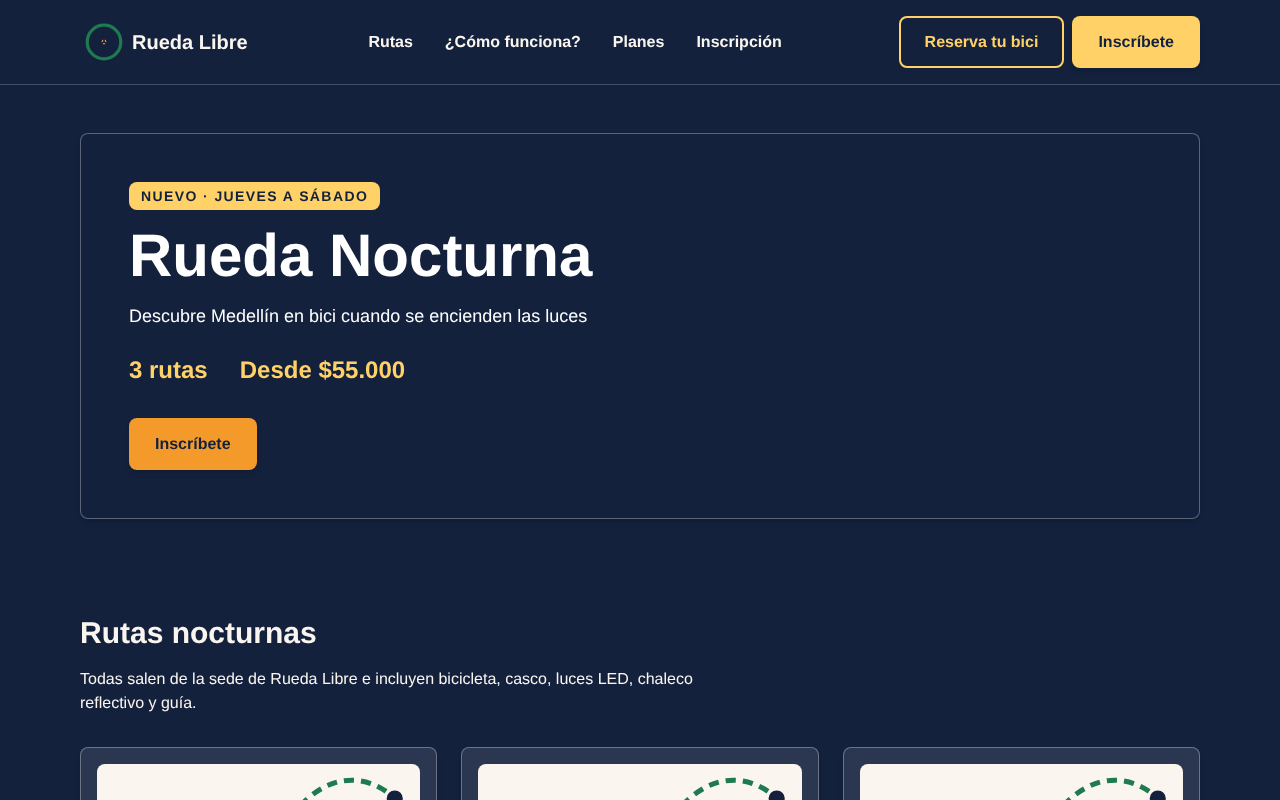 Rueda Libre
Rutas
¿Cómo funciona?
Planes
Inscripción
Reserva tu bici
Inscríbete
NUEVO · JUEVES A SÁBADO
Rueda Nocturna
Descubre Medellín en bici cuando se encienden las luces
3 rutas
Desde $55.000
Inscríbete
Rutas nocturnas
Todas salen de la sede de Rueda Libre e incluyen bicicleta, casco, luces LED, chaleco
reflectivo y guía.